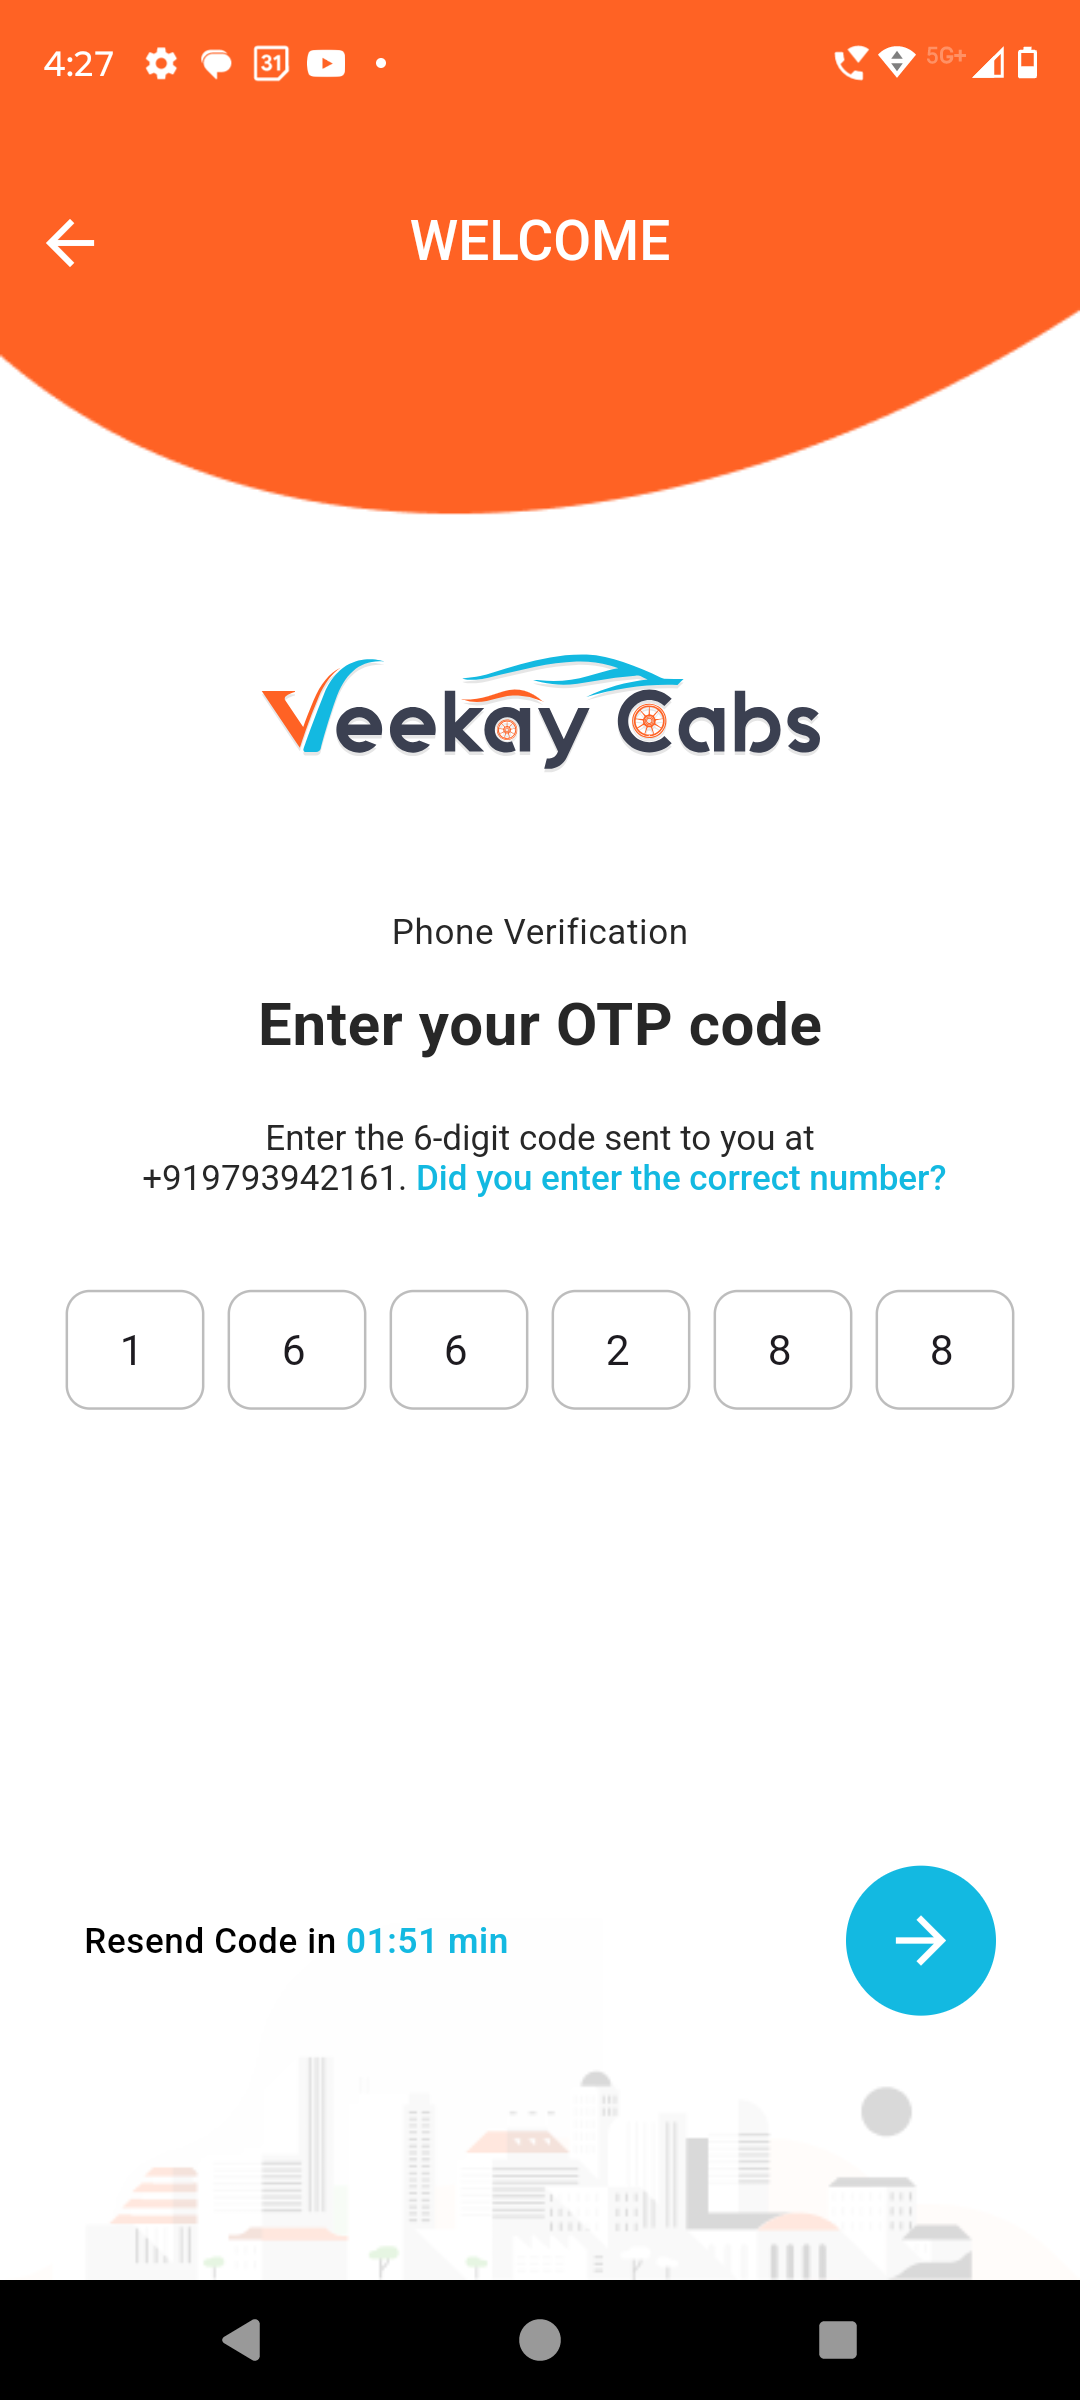 4:27
31
5G+
WELCOME
Veekay Cabs
Phone Verification
Enter your OTP code
Enter the 6-digit code sent to you at
+919793942161. Did you enter the correct number?
1 6 6 2 8 8
Resend Code in 01:51 min